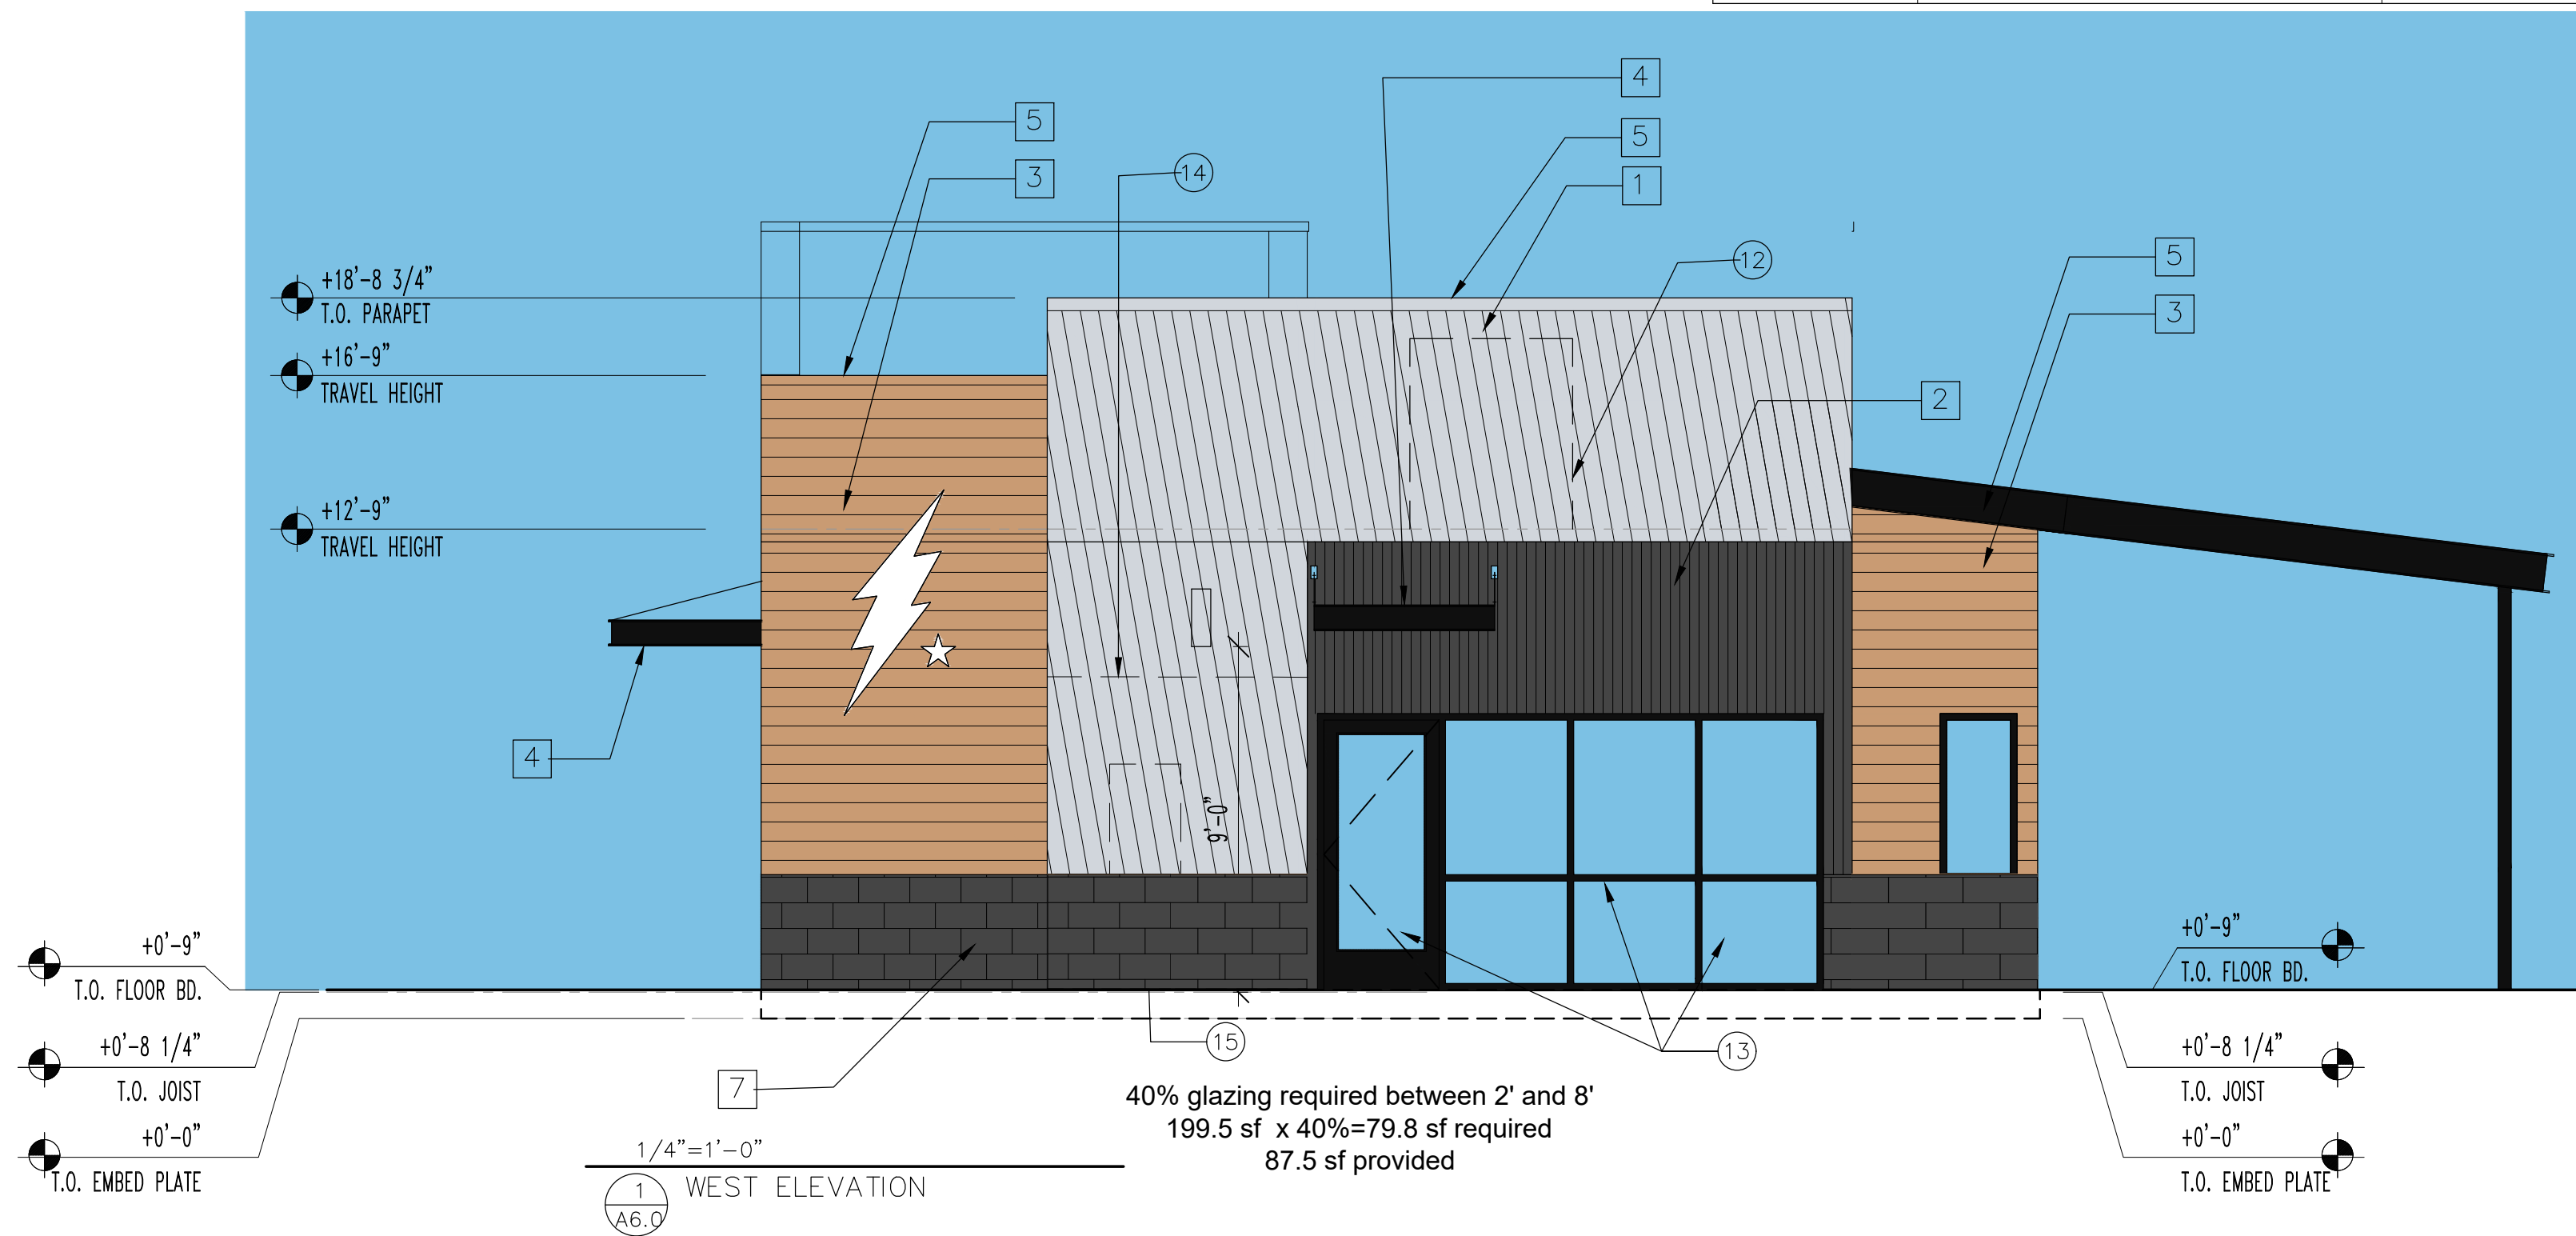 4
5
5
3
14
1
12
5
3
+18'-8 3/4"
T.O. PARAPET
+16'-9"
TRAVEL HEIGHT
2
+12'-9"
TRAVEL HEIGHT
4
9'-0"
+0'-9"
T.O. FLOOR BD.
+0'-9"
T.O. FLOOR BD.
15
13
+0'-8 1/4"
T.O. JOIST
+0'-8 1/4"
T.O. JOIST
7
40% glazing required between 2' and 8'
199.5 sf x 40%=79.8 sf required
87.5 sf provided
+0'-0"
T.O. EMBED PLATE
+0'-0"
T.O. EMBED PLATE
1/4"=1'-0"
1
A6.0
WEST ELEVATION